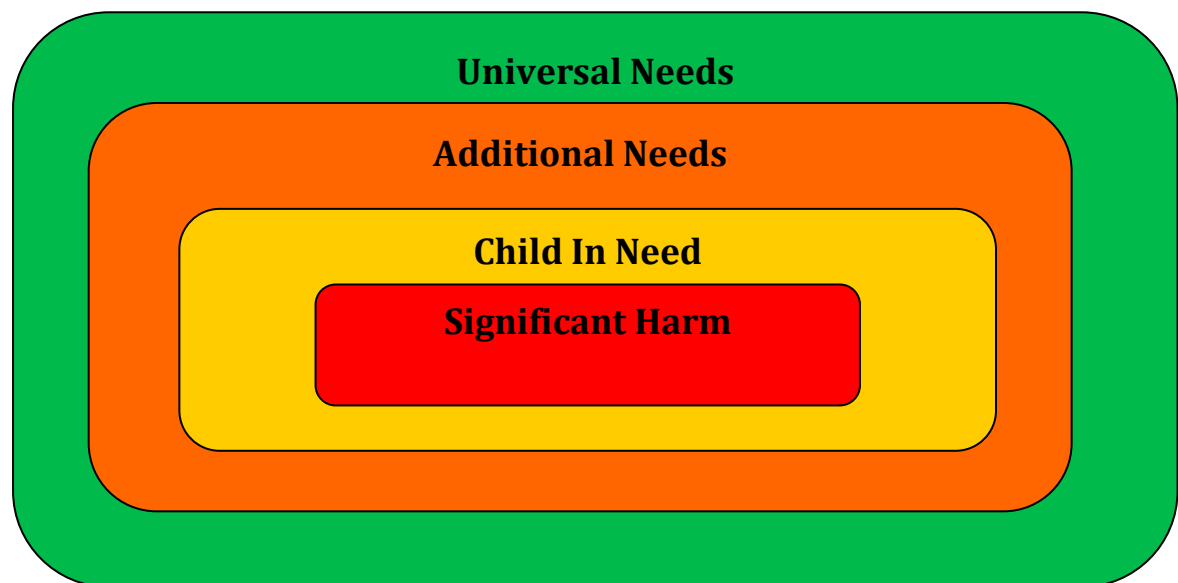 Universal Needs
Additional Needs
Child In Need
Significant Harm